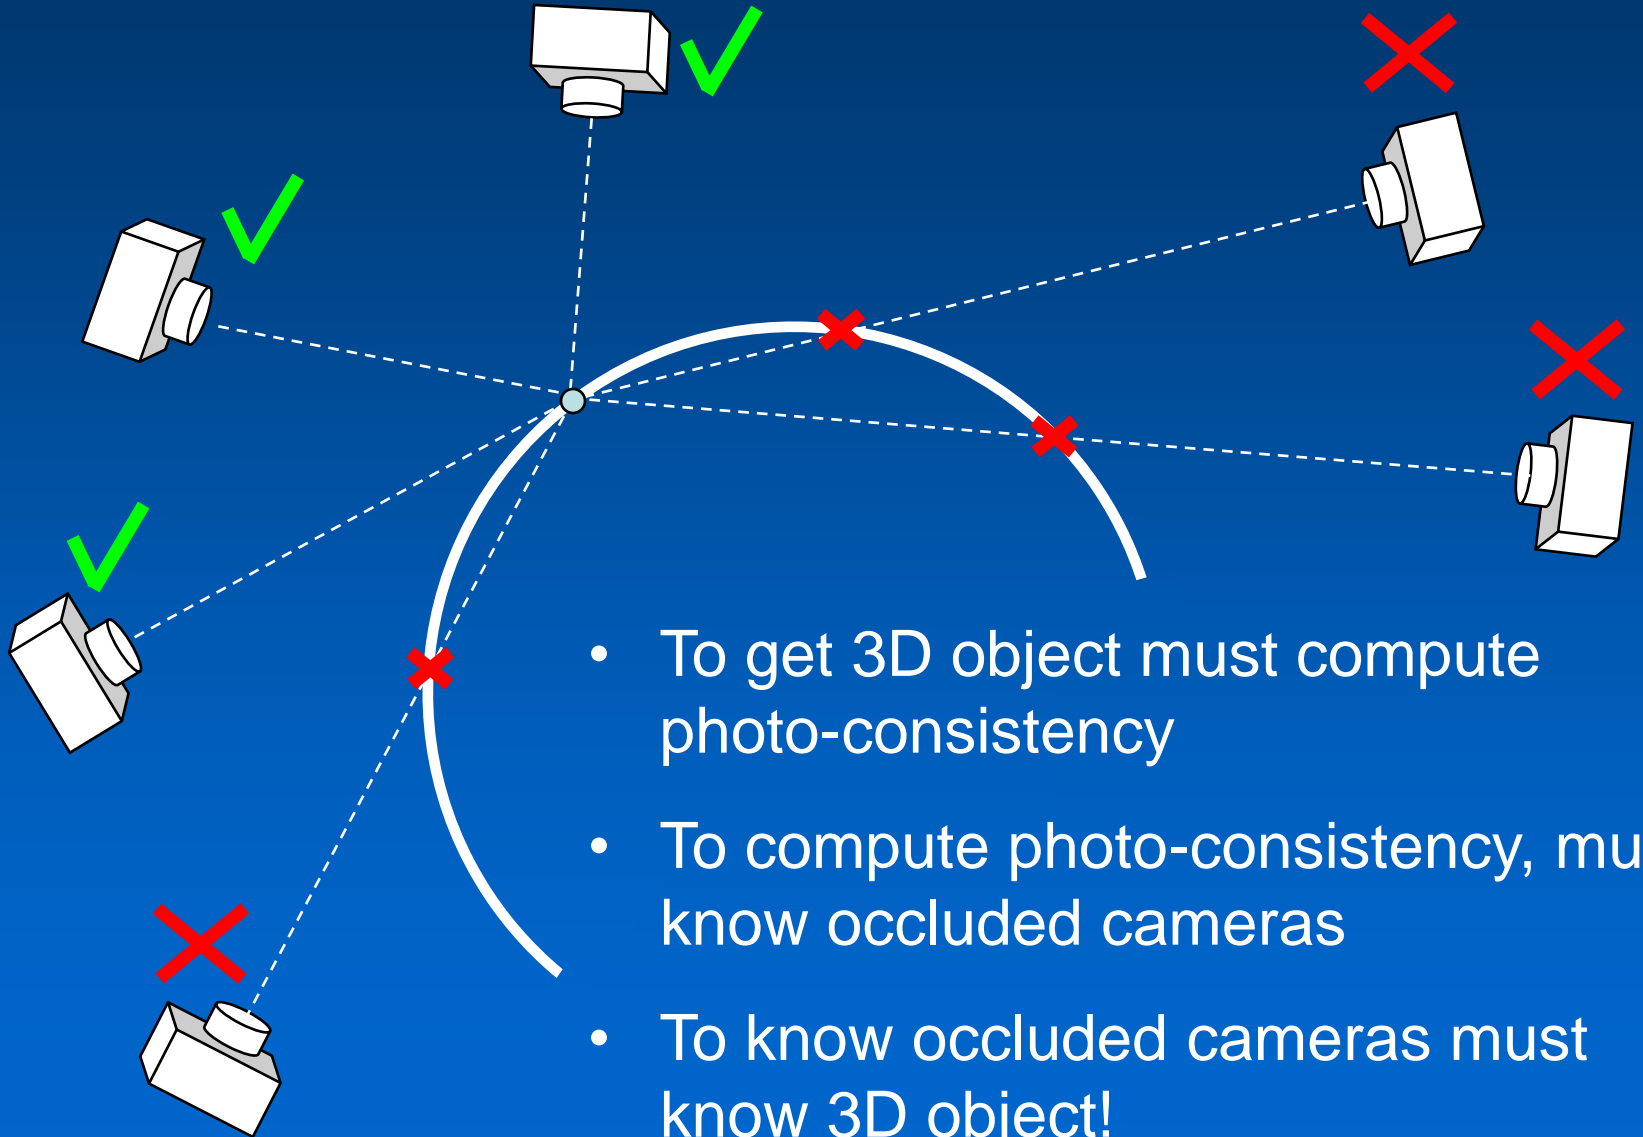 • To get 3D object must compute
photo-consistency
• To compute photo-consistency, mu
know occluded cameras
• To know occluded cameras must
know 3D object!